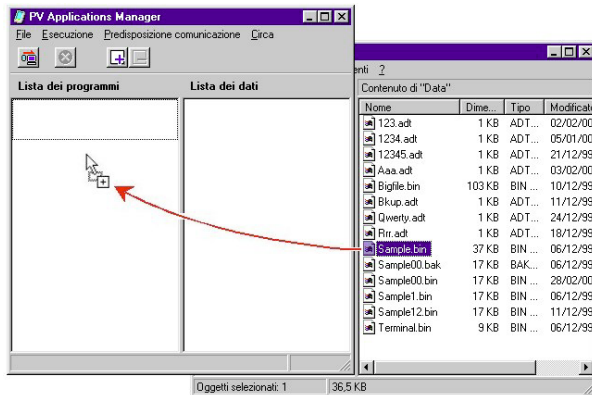 PV Applications Manager
File Esecuzione Predisposizione comunicazione Circa
Lista dei programmi Lista dei dati
enti ?
Contenuto di "Data"
Nome Dime... Tipo Modificato
123.adt 1 KB ADT... 02/02/00
1234.adt 1 KB ADT... 05/01/00
12345.adt 1 KB ADT... 21/12/99
Aaa.adt 1 KB ADT... 03/02/00
Bigfile.bin 103 KB BIN ... 10/12/99
Bkup.adt 1 KB ADT... 11/12/99
Qwerty.adt 1 KB ADT... 24/12/99
Rrr.adt 1 KB ADT... 18/12/99
Sample.bin 37 KB BIN ... 06/12/99
Sample00.bak 17 KB BAK... 06/12/99
Sample00.bin 17 KB BIN ... 28/02/00
Sample1.bin 17 KB BIN ... 06/12/99
Sample12.bin 17 KB BIN ... 11/12/99
Terminal.bin 9 KB BIN ... 06/12/99
Oggetti selezionati: 1 36,5 KB